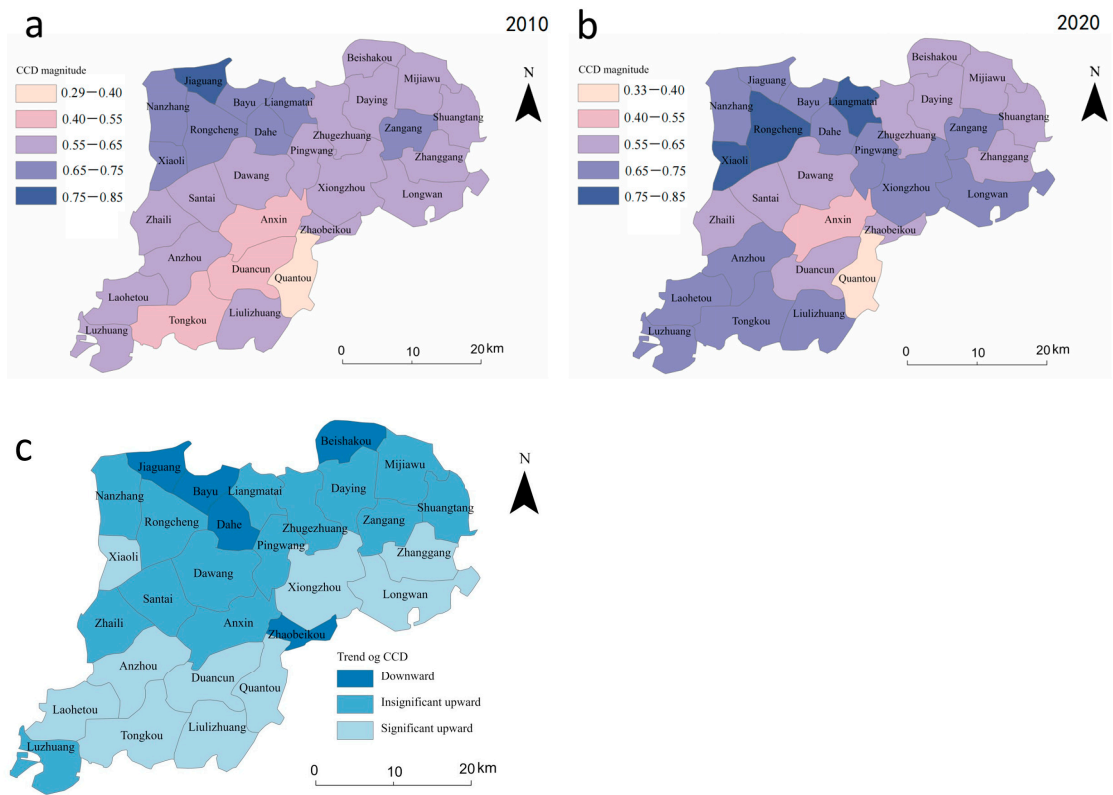 a
2010
N
CCD magnitude
0.29—0.40
0.40—0.55
0.55—0.65
0.65—0.75
0.75—0.85
Beishakou
Jiaguang
Mijiawu
Nanzhang
Bayu
Liangmatai
Daying
Shuangtang
Rongcheng
Dahe
Zhugezhuang
Zangang
Xiaoli
Pingwang
Zhanggang
Dawang
Xiongzhou
Longwan
Santai
Zhaili
Anxin
Zhaobeikou
Anzhou
Duancun
Quantou
Laohetou
Luzhuang
Tongkou
Liulizhuang
0 10 20 km
b
2020
N
CCD magnitude
0.33—0.40
0.40—0.55
0.55—0.65
0.65—0.75
0.75—0.85
Beishakou
Jiaguang
Mijiawu
Nanzhang
Bayu
Liangmatai
Daying
Shuangtang
Rongcheng
Dahe
Zhugezhuang
Zangang
Xiaoli
Pingwang
Zhanggang
Dawang
Xiongzhou
Longwan
Santai
Zhaili
Anxin
Zhaobeikou
Anzhou
Duancun
Quantou
Laohetou
Luzhuang
Tongkou
Liulizhuang
0 10 20 km
c
N
Beishakou
Jiaguang
Mijiawu
Nanzhang
Bayu
Liangmatai
Daying
Shuangtang
Rongcheng
Dahe
Zhugezhuang
Zangang
Xiaoli
Pingwang
Zhanggang
Dawang
Xiongzhou
Longwan
Santai
Zhaili
Anxin
Zhaobeikou
Anzhou
Duancun
Quantou
Laohetou
Luzhuang
Tongkou
Liulizhuang
Trend og CCD
Downward
Insignificant upward
Significant upward
0 10 20 km